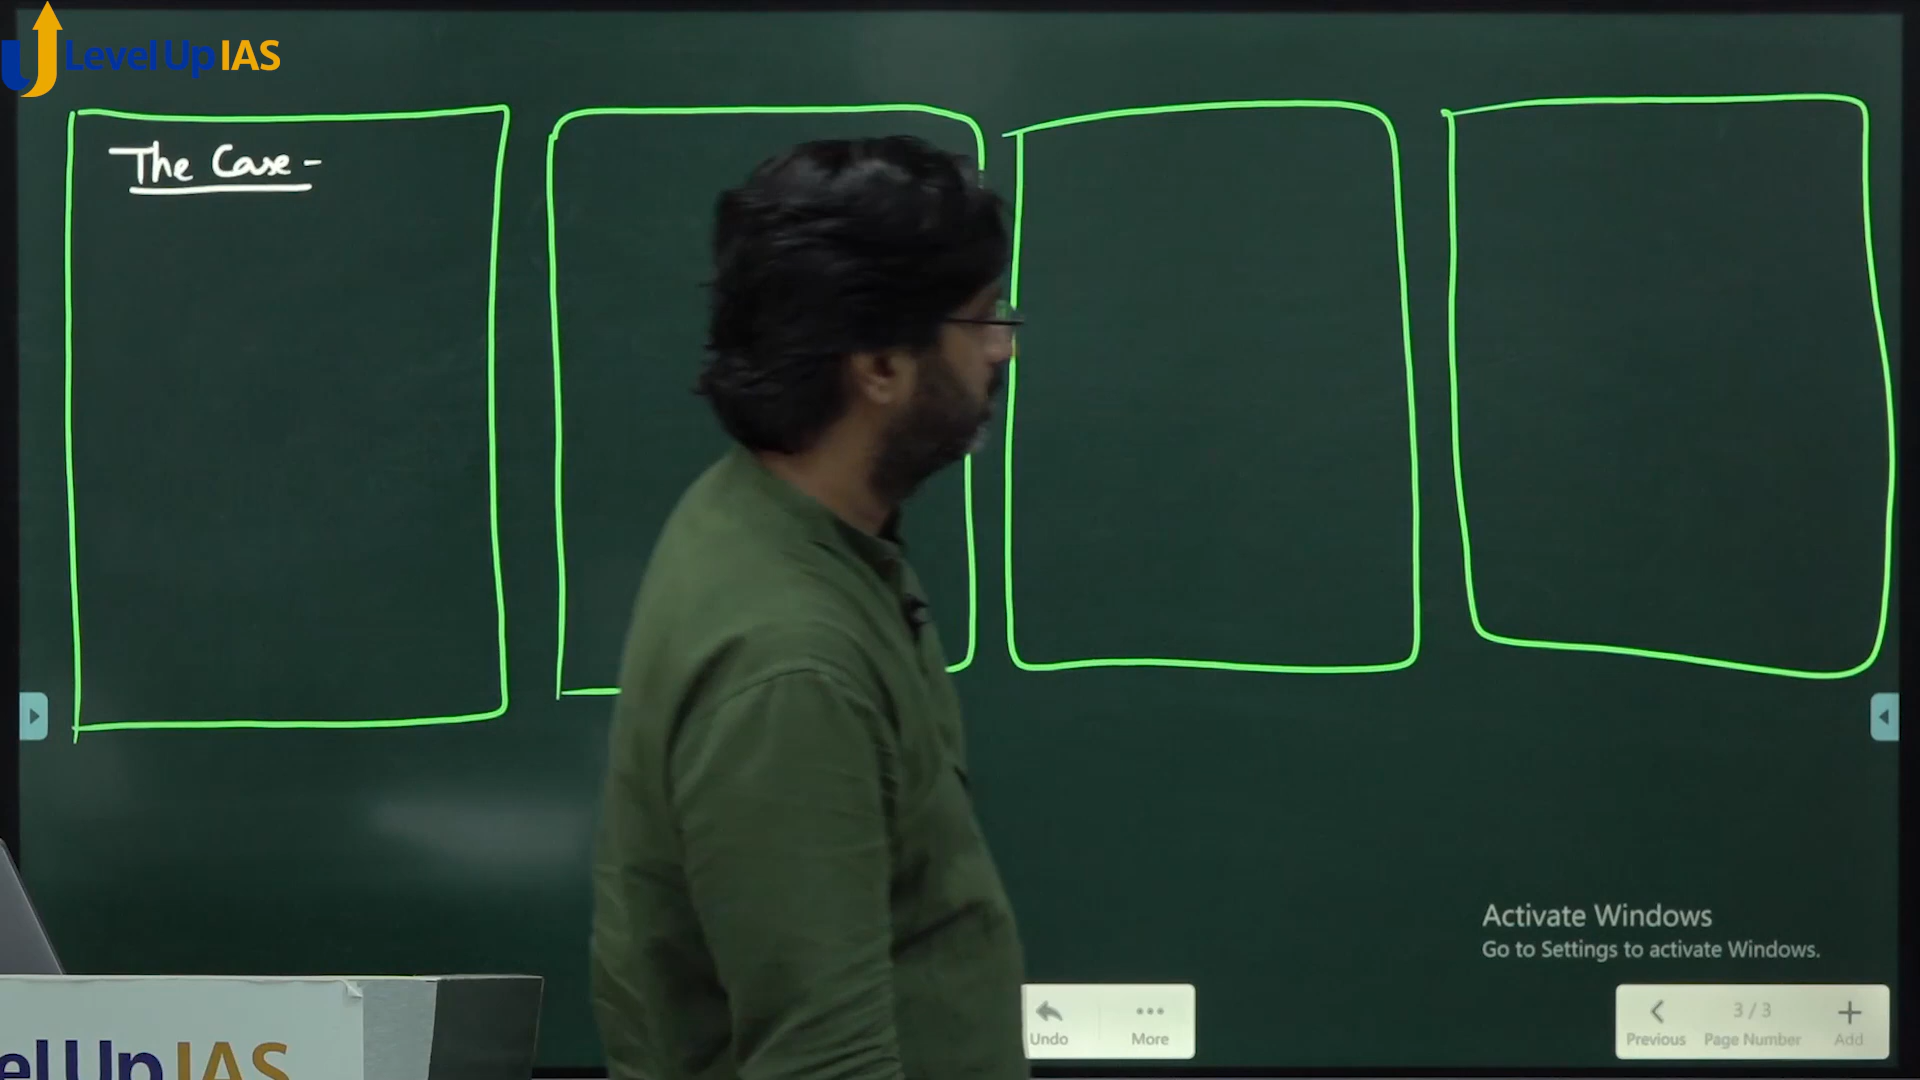 Level Up IAS
The Case -
Activate Windows
Go to Settings to activate Windows.
Undo
More
3 / 3
Previous
Page Number
Add
el Up IAS